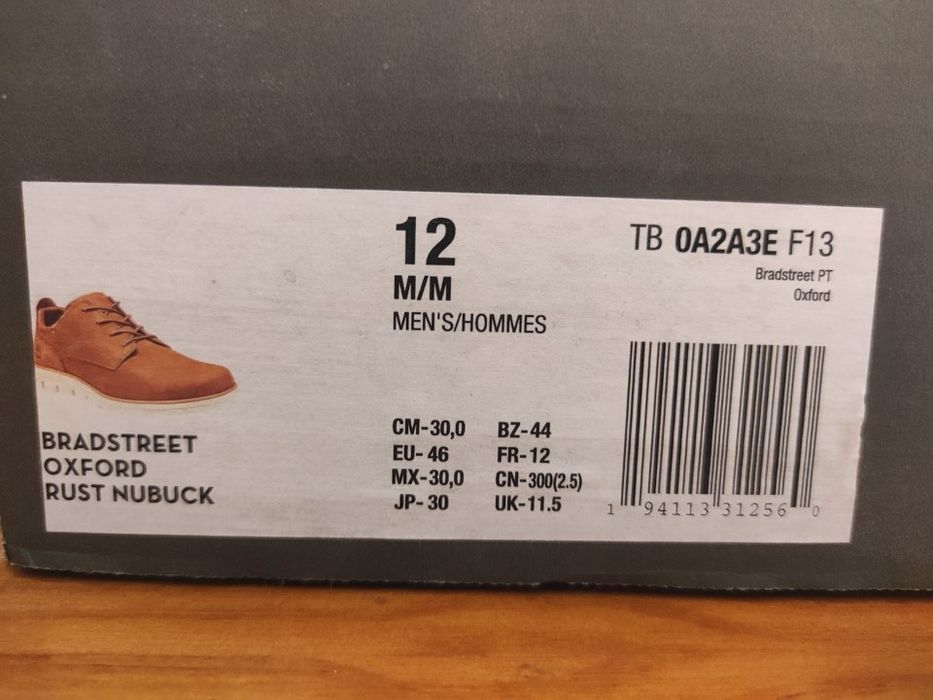 12
M/M
MEN'S/HOMMES
TB 0A2A3E F13
Bradstreet PT
Oxford
BRADSTREET
OXFORD
RUST NUBUCK
CM-30,0 BZ-44
EU- 46 FR-12
MX-30,0 CN-300(2.5)
JP- 30 UK-11.5
1 94113 31256 0